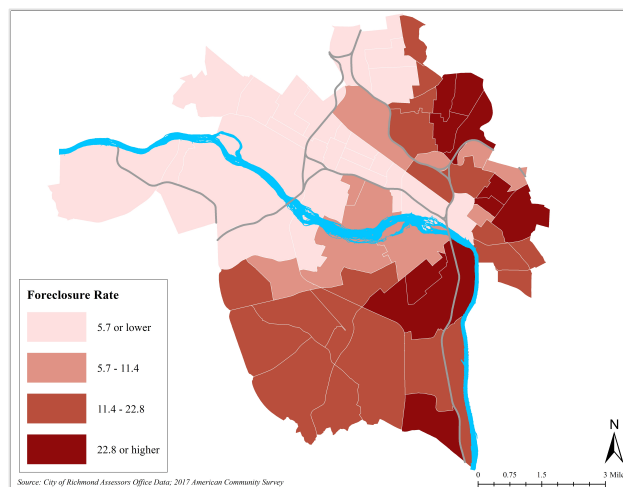 N
Foreclosure Rate
5.7 or lower
5.7 - 11.4
11.4 - 22.8
22.8 or higher
Source: City of Richmond Assessors Office Data; 2017 American Community Survey
0 0.75 1.5 3 Mile